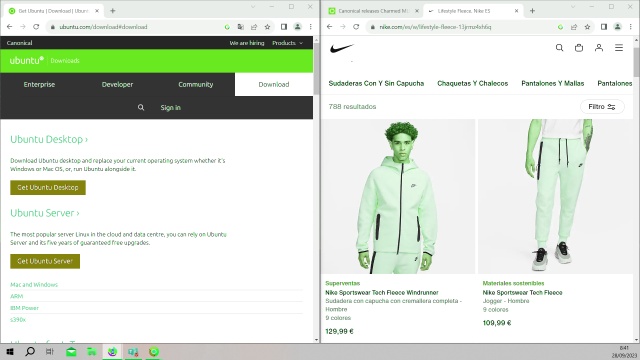 Get Ubuntu | Download | Ubuntu
ubuntu.com/download#download
Canonical
We are hiring
Products
ubuntu®
Downloads
Enterprise
Developer
Community
Download
Sign in
Ubuntu Desktop ›
Download Ubuntu desktop and replace your current operating system whether it's
Windows or Mac OS, or, run Ubuntu alongside it.
Get Ubuntu Desktop
Ubuntu Server ›
The most popular server Linux in the cloud and data centre, you can rely on Ubuntu
Server and its five years of guaranteed free upgrades.
Get Ubuntu Server
Mac and Windows
ARM
IBM Power
s390x
Canonical releases Charmed
Lifestyle Fleece. Nike ES
Sudaderas Con Y Sin Capucha
Chaquetas Y Chalecos
Pantalones Y Mallas
Pantalones
788 resultados
Filtro
Superventas
Nike Sportswear Tech Fleece Windrunner
Sudadera con capucha con cremallera completa -
Hombre
9 colores
129,99 €
Materiales sostenibles
Nike Sportswear Tech Fleece
Jogger - Hombre
9 colores
109,99 €
8:41
28/09/2023